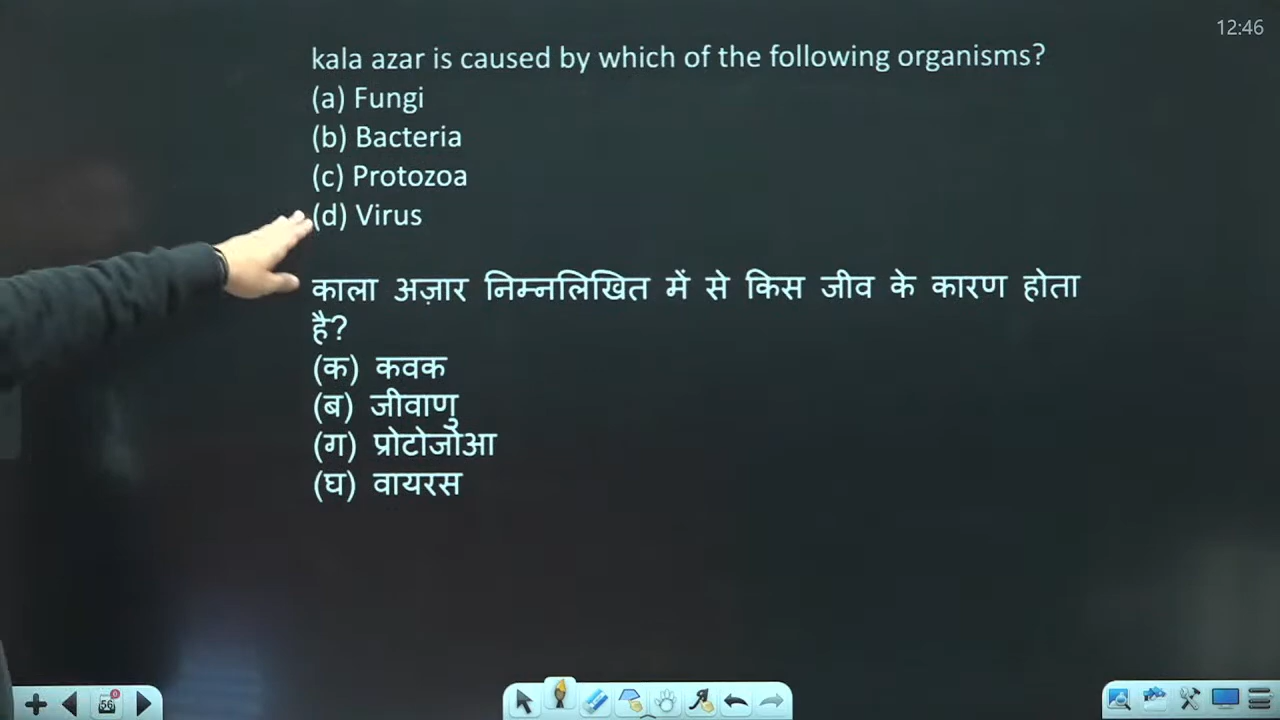 12:46
kala azar is caused by which of the following organisms?
(a) Fungi
(b) Bacteria
(c) Protozoa
(d) Virus
काला अज़ार निम्नलिखित में से किस जीव के कारण होता
है?
(क) कवक
(ब) जीवाणु
(ग) प्रोटोजोआ
(घ) वायरस
56
0